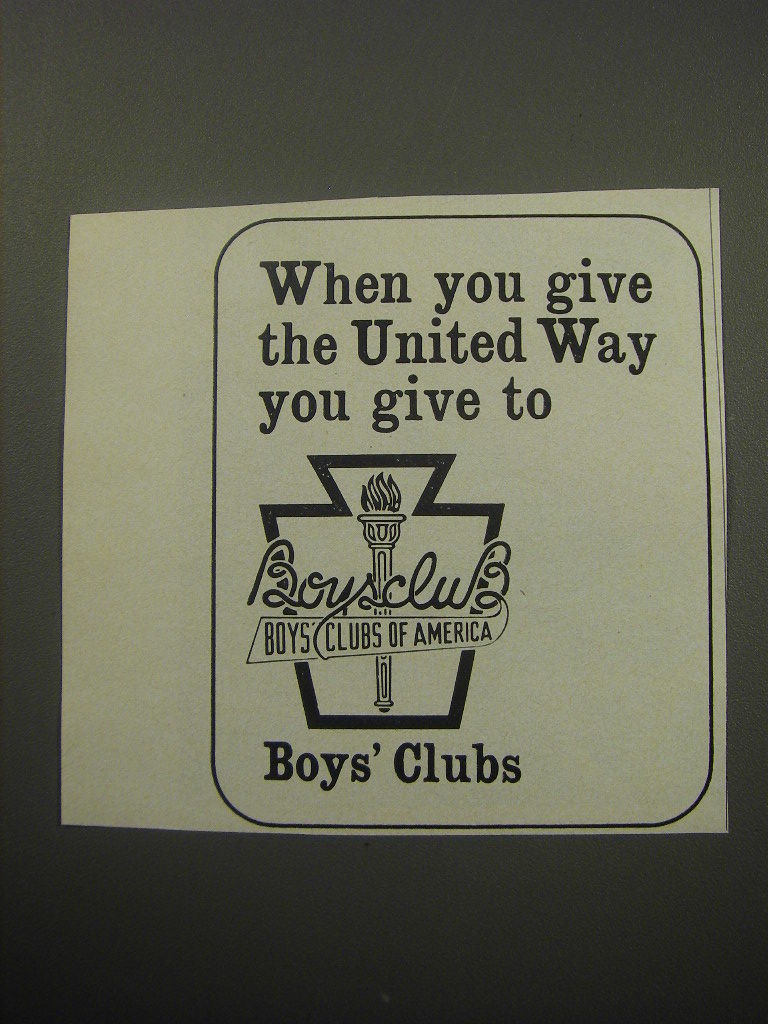 When you give
the United Way
you give to
Boys' Club
BOYS' CLUBS OF AMERICA
Boys' Clubs